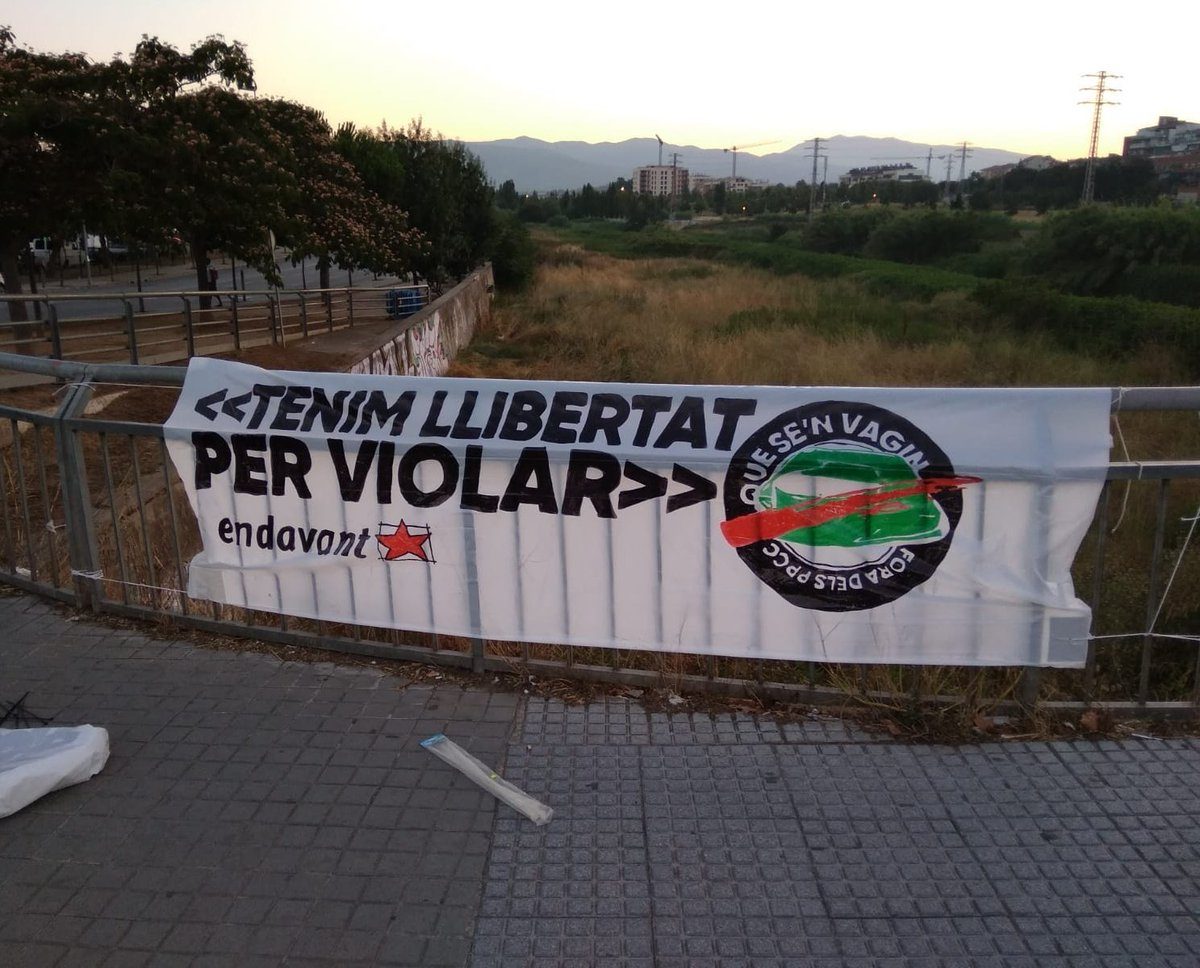 <<TENIM LLIBERTAT
PER VIOLAR>>
endavant
QUE SE'N VAGIN
FORA DELS PPCC